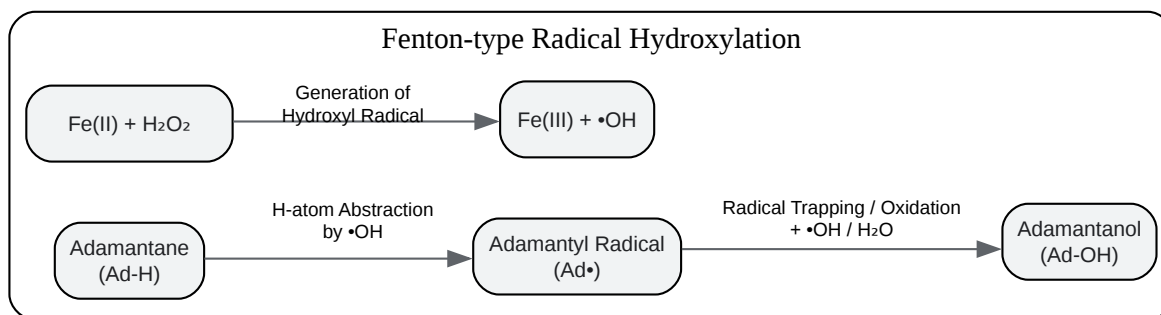 Fenton-type Radical Hydroxylation
Generation of
Hydroxyl Radical
Fe(II) + H₂O₂
Fe(III) + •OH
H-atom Abstraction
by •OH
Radical Trapping / Oxidation
+ •OH / H₂O
Adamantane
(Ad-H)
Adamantyl Radical
(Ad•)
Adamantanol
(Ad-OH)